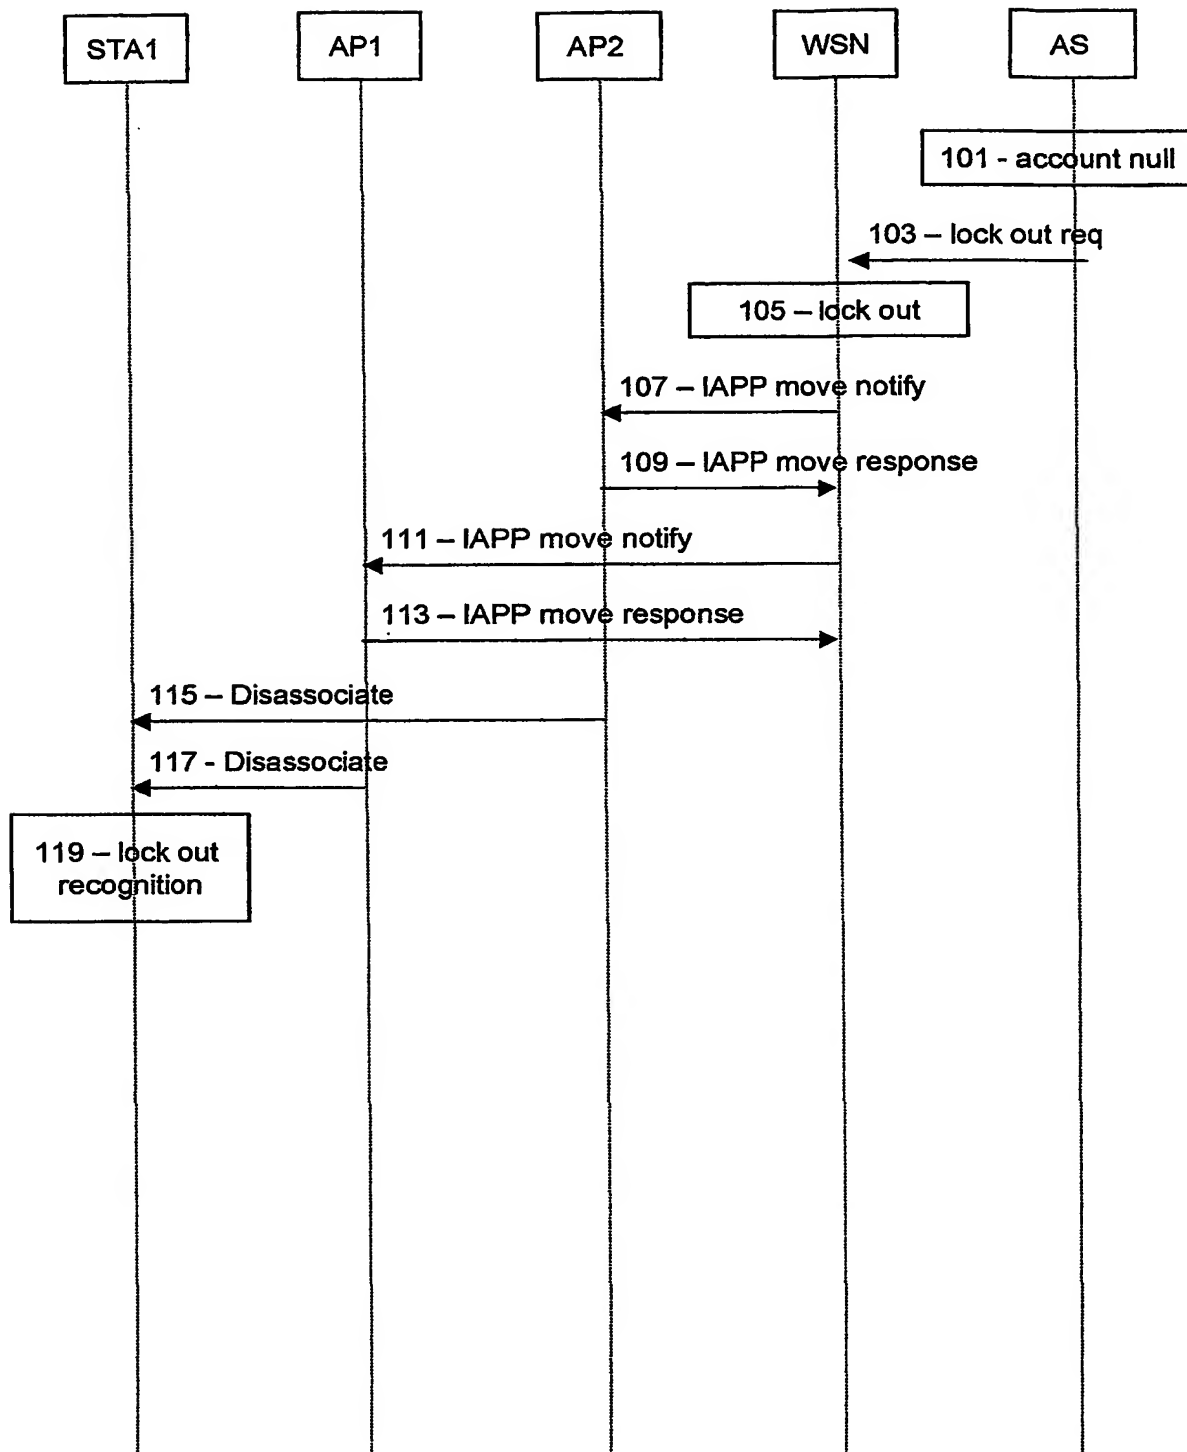 STA1
AP1
AP2
WSN
AS
101 - account null
103 – lock out req
105 – lock out
107 – IAPP move notify
109 – IAPP move response
111 – IAPP move notify
113 – IAPP move response
115 – Disassociate
117 - Disassociate
119 – lock out
recognition